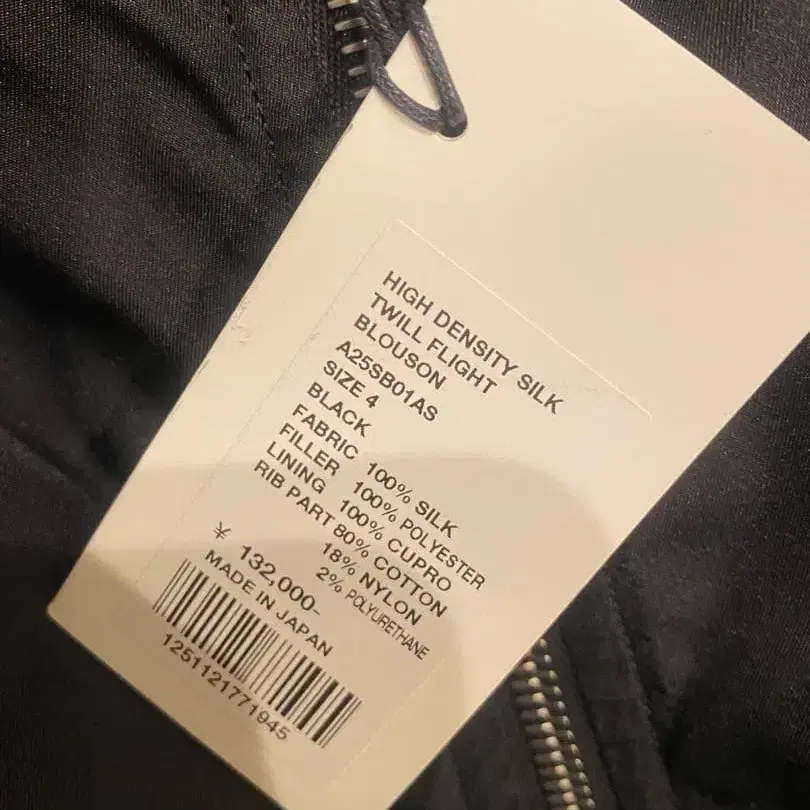 HIGH DENSITY SILK
TWILL FLIGHT
BLOUSON
A25SB01AS
SIZE 4
BLACK
FABRIC 100% SILK
FILLER 100% POLYESTER
LINING 100% CUPRO
RIB PART 80% COTTON
18% NYLON
2% POLYURETHANE
¥ 132,000-
MADE IN JAPAN
1251121771945